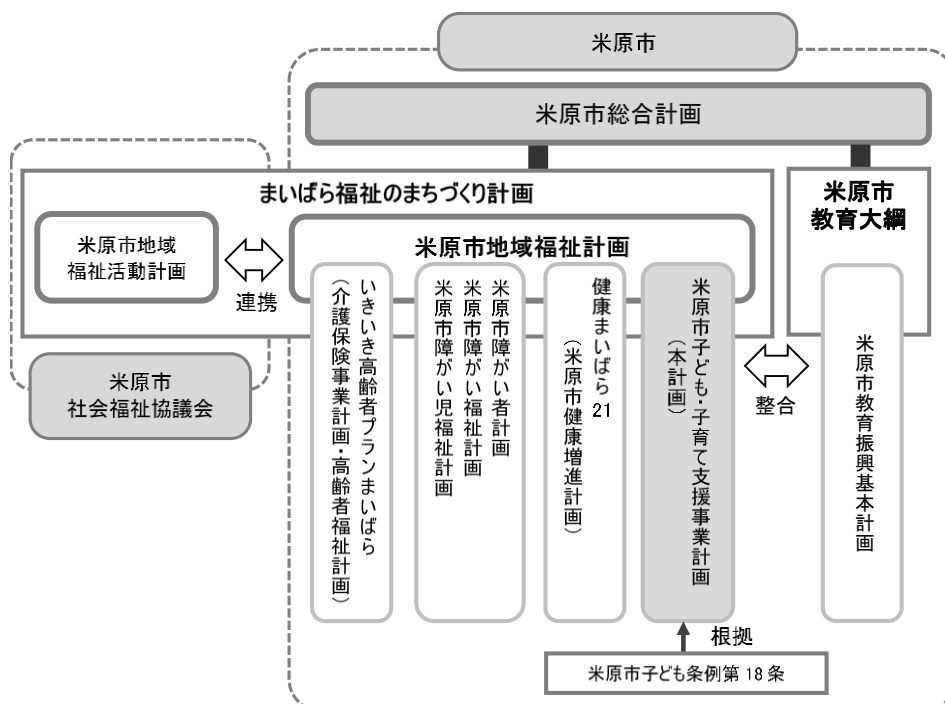 米原市
米原市総合計画
まいばら福祉のまちづくり計画
米原市
教育大綱
米原市地域
福祉活動計画
連携
米原市地域福祉計画
いきいき高齢者プランまいばら
（介護保険事業計画・高齢者福祉計画）
米原市障がい者計画
米原市障がい福祉計画
米原市障がい児福祉計画
健康まいばら21
（米原市健康増進計画）
米原市子ども・子育て支援事業計画
（本計画）
整合
米原市教育振興基本計画
米原市
社会福祉協議会
根拠
米原市子ども条例第 18 条